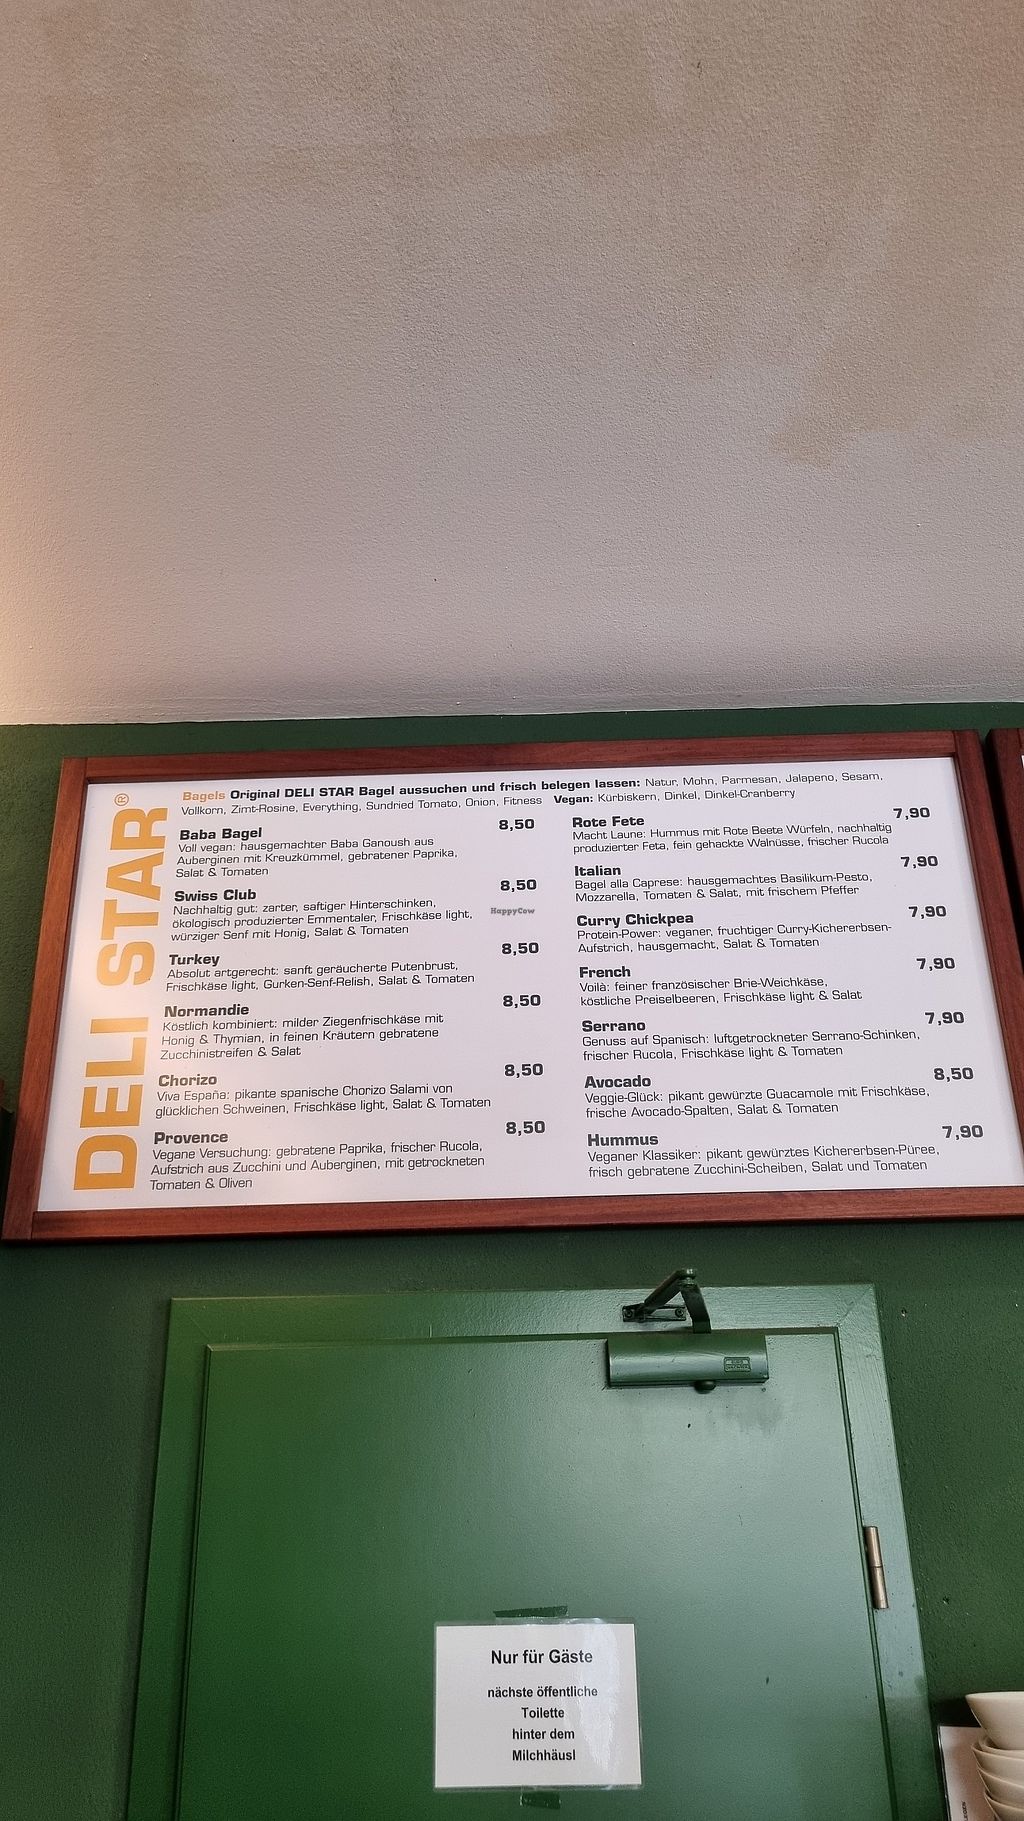 DELI STAR®
Bagels Original DELI STAR Bagel aussuchen und frisch belegen lassen: Natur, Mohn, Parmesan, Jalapeno, Sesam,
Vollkorn, Zimt-Rosine, Everything, Sundried Tomato, Onion, Fitness Vegan: Kürbiskern, Dinkel, Dinkel-Cranberry
Baba Bagel 8,50
Voll vegan: hausgemachter Baba Ganoush aus
Auberginen mit Kreuzkümmel, gebratener Paprika,
Salat & Tomaten
Swiss Club 8,50
Nachhaltig gut: zarter, saftiger Hinterschinken,
ökologisch produzierter Emmentaler, Frischkäse light,
würziger Senf mit Honig, Salat & Tomaten
Turkey 8,50
Absolut artgerecht: sanft geräucherte Putenbrust,
Frischkäse light, Gurken-Senf-Relish, Salat & Tomaten
Normandie 8,50
Köstlich kombiniert: milder Ziegenfrischkäse mit
Honig & Thymian, in feinen Kräutern gebratene
Zucchinistreifen & Salat
Chorizo 8,50
Viva España: pikante spanische Chorizo Salami von
glücklichen Schweinen, Frischkäse light, Salat & Tomaten
Provence 8,50
Vegane Versuchung: gebratene Paprika, frischer Rucola,
Aufstrich aus Zucchini und Auberginen, mit getrockneten
Tomaten & Oliven
Rote Fete 7,90
Macht Laune: Hummus mit Rote Beete Würfeln, nachhaltig
produzierter Feta, fein gehackte Walnüsse, frischer Rucola
Italian 7,90
Bagel alla Caprese: hausgemachtes Basilikum-Pesto,
Mozzarella, Tomaten & Salat, mit frischem Pfeffer
Curry Chickpea 7,90
Protein-Power: veganer, fruchtiger Curry-Kichererbsen-
Aufstrich, hausgemacht, Salat & Tomaten
French 7,90
Voilà: feiner französischer Brie-Weichkäse,
köstliche Preiselbeeren, Frischkäse light & Salat
Serrano 7,90
Genuss auf Spanisch: luftgetrockneter Serrano-Schinken,
frischer Rucola, Frischkäse light & Tomaten
Avocado 8,50
Veggie-Glück: pikant gewürzte Guacamole mit Frischkäse,
frische Avocado-Spalten, Salat & Tomaten
Hummus 7,90
Veganer Klassiker: pikant gewürztes Kichererbsen-Püree,
frisch gebratene Zucchini-Scheiben, Salat und Tomaten
HappyCow
Nur für Gäste
nächste öffentliche
Toilette
hinter dem
Milchhäusl